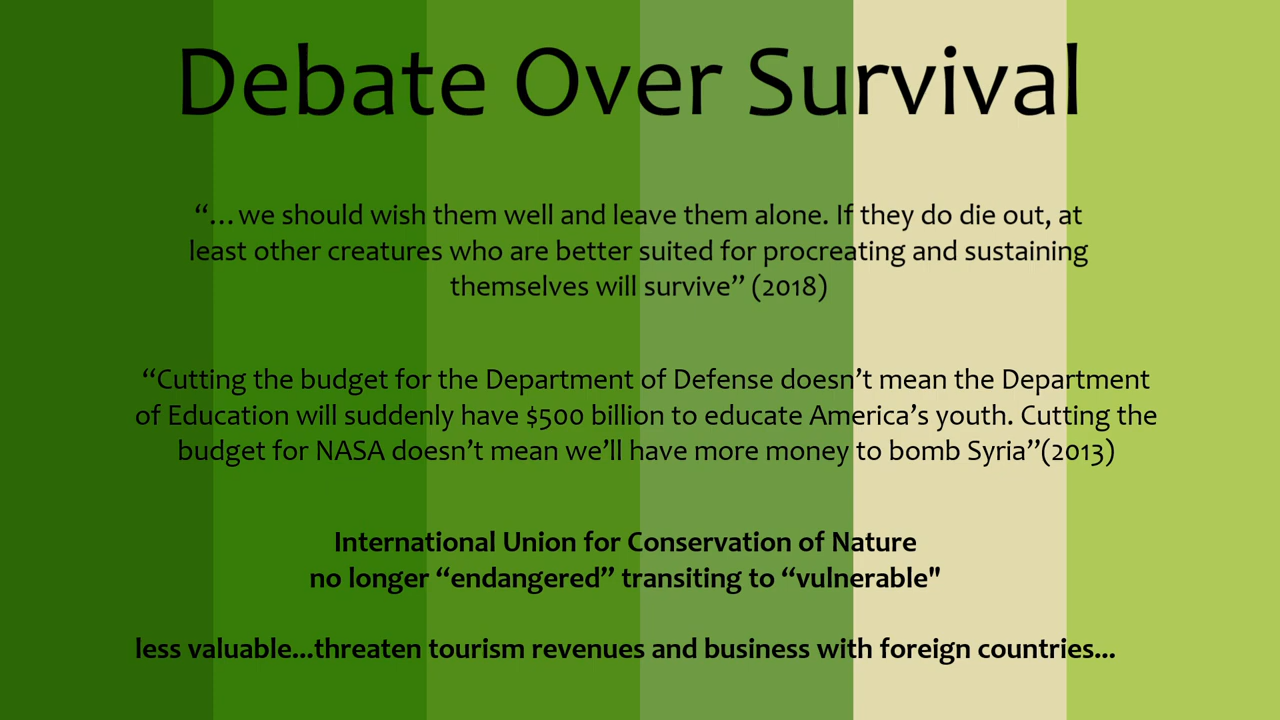 Debate Over Survival
“…we should wish them well and leave them alone. If they do die out, at
least other creatures who are better suited for procreating and sustaining
themselves will survive” (2018)
“Cutting the budget for the Department of Defense doesn’t mean the Department
of Education will suddenly have $500 billion to educate America’s youth. Cutting the
budget for NASA doesn’t mean we’ll have more money to bomb Syria”(2013)
International Union for Conservation of Nature
no longer “endangered” transiting to “vulnerable"
less valuable...threaten tourism revenues and business with foreign countries...